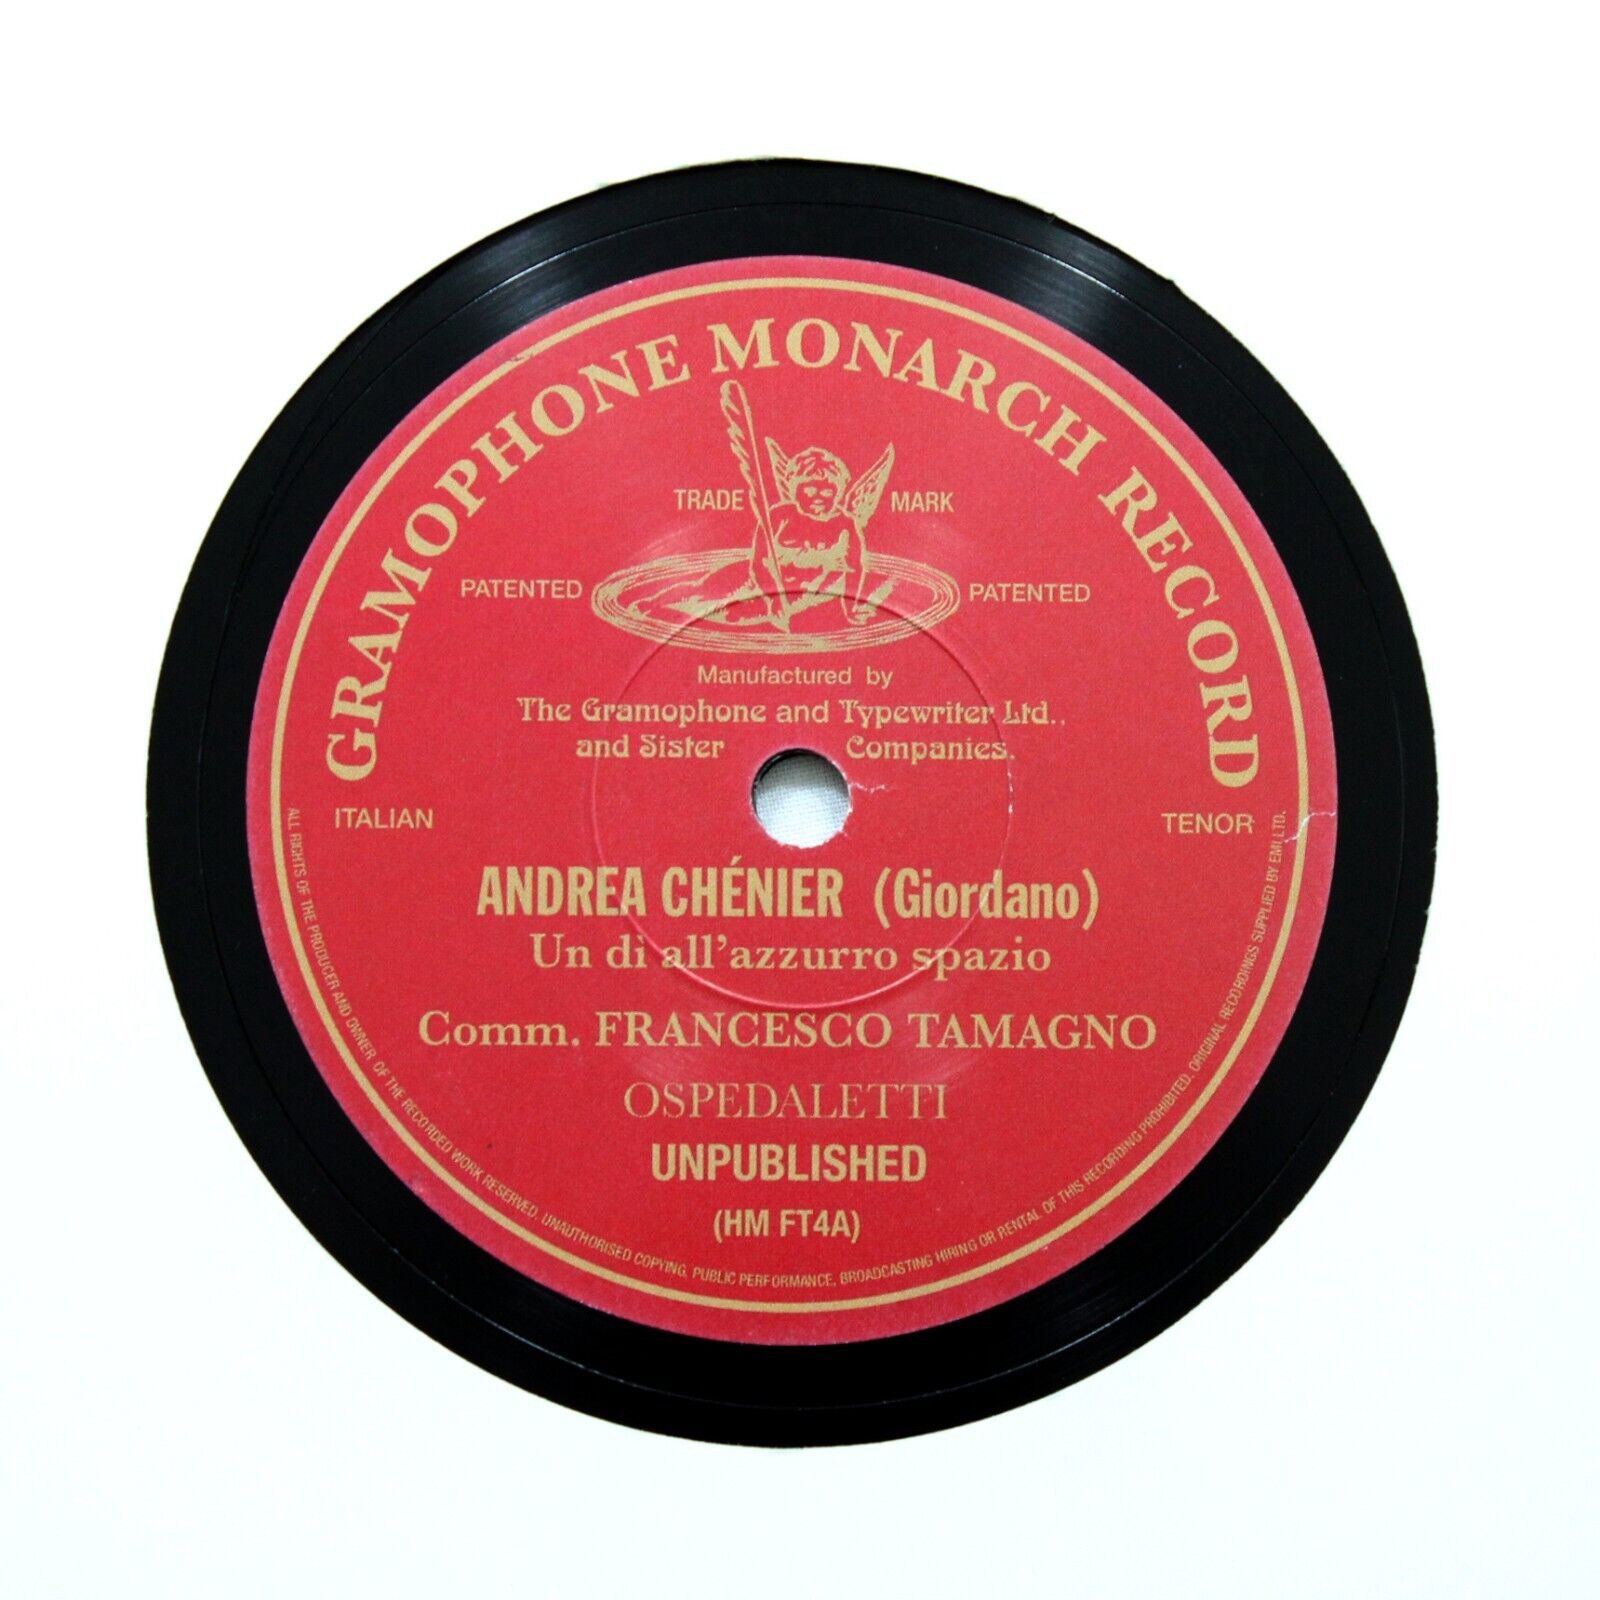 GRAMOPHONE MONARCH RECORD
TRADE MARK
PATENTED PATENTED
Manufactured by
The Gramophone and Typewriter Ltd.,
and Sister Companies.
ITALIAN TENOR
ANDREA CHÉNIER (Giordano)
Un dì all'azzurro spazio
Comm. FRANCESCO TAMAGNO
OSPEDALETTI
UNPUBLISHED
(HM FT4A)
ALL RIGHTS OF THE PRODUCER AND OWNER OF THE RECORDED WORK RESERVED. UNAUTHORISED COPYING, PUBLIC PERFORMANCE, BROADCASTING HIRING OR RENTAL OF THIS RECORDING PROHIBITED. ORIGINAL RECORDINGS SUPPLIED BY EMI LTD.